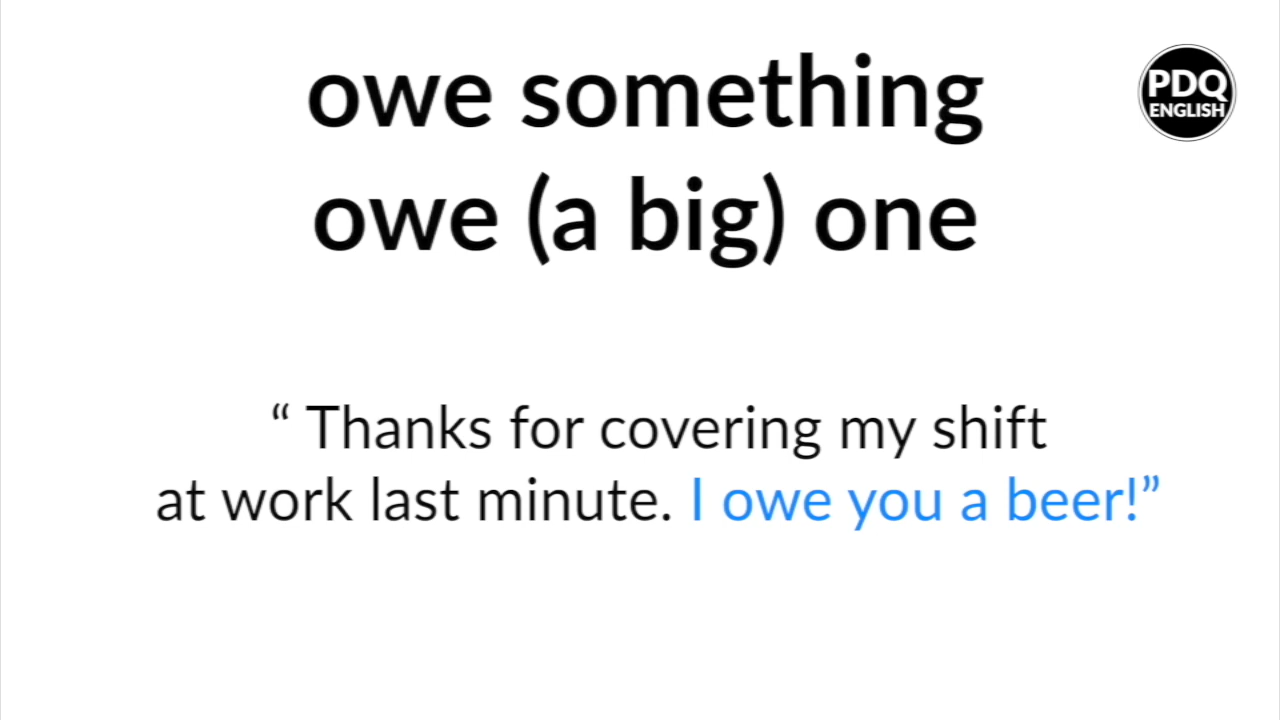 owe something
owe (a big) one
PDQ
ENGLISH
“ Thanks for covering my shift
at work last minute. I owe you a beer!”